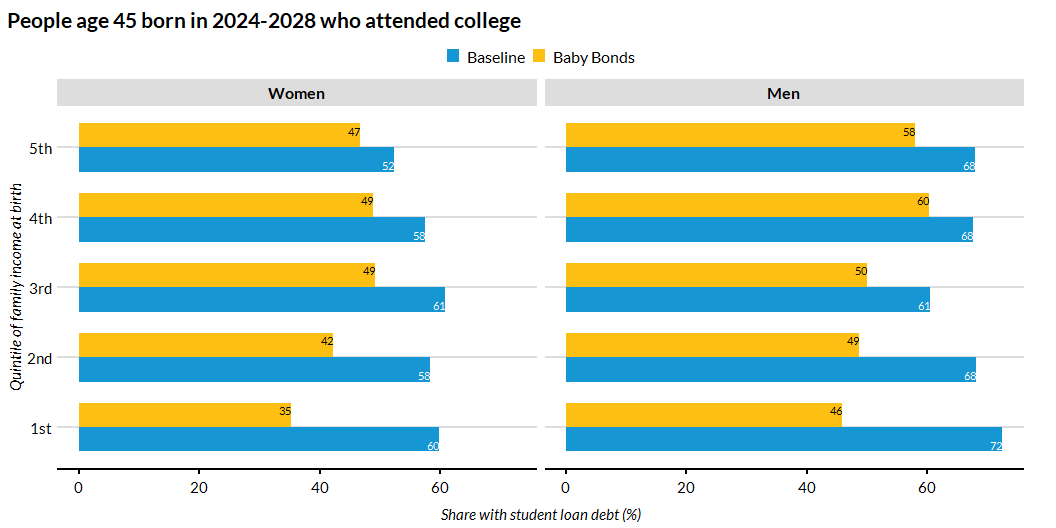 People age 45 born in 2024-2028 who attended college
Baseline Baby Bonds
Women Men
Quintile of family income at birth
5th 47 58
52 68
4th 49 60
58 68
3rd 49 50
61 61
2nd 42 49
58 68
1st 35 46
60 72
0 20 40 60 0 20 40 60
Share with student loan debt (%)